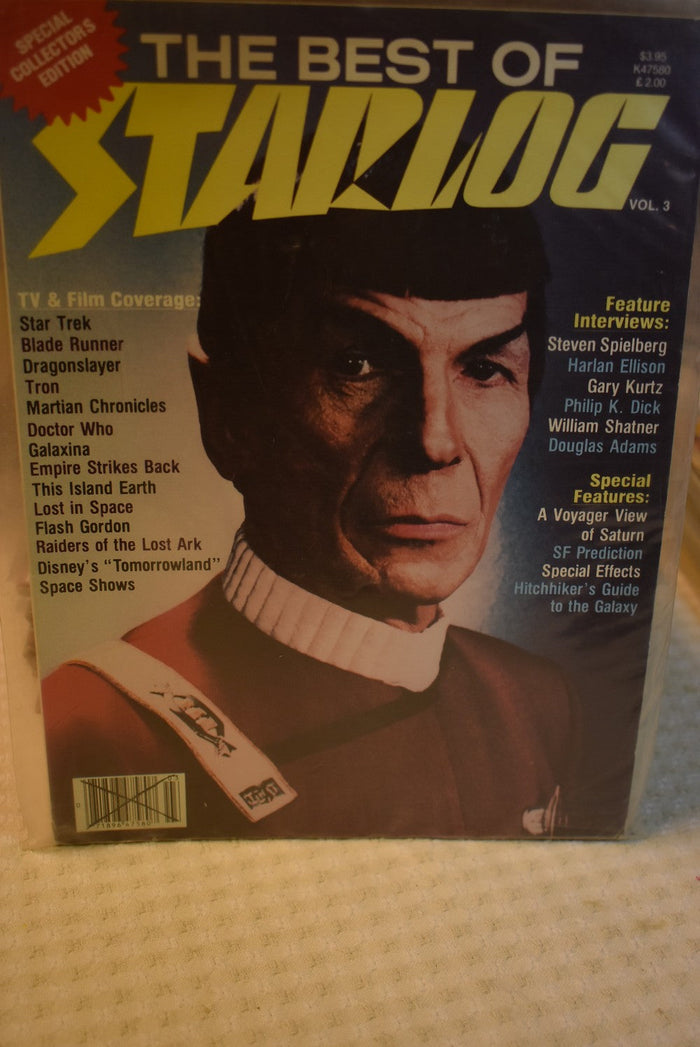 SPECIAL
COLLECTORS
EDITION
THE BEST OF
STARLOG
$3.95
K47580
£2.00
VOL. 3
TV & Film Coverage:
Star Trek
Blade Runner
Dragonslayer
Tron
Martian Chronicles
Doctor Who
Galaxina
Empire Strikes Back
This Island Earth
Lost in Space
Flash Gordon
Raiders of the Lost Ark
Disney's "Tomorrowland"
Space Shows
Feature
Interviews:
Steven Spielberg
Harlan Ellison
Gary Kurtz
Philip K. Dick
William Shatner
Douglas Adams
Special
Features:
A Voyager View
of Saturn
SF Prediction
Special Effects
Hitchhiker's Guide
to the Galaxy